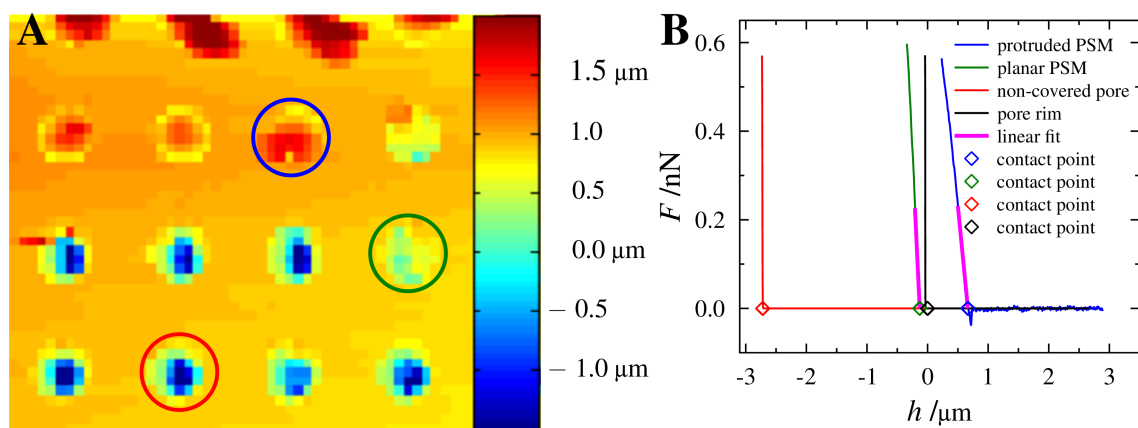 A
1.5 µm
1.0
0.5
0.0 µm
− 0.5
− 1.0 µm
B
0.6
0.4
0.2
0.0
F /nN
protruded PSM
planar PSM
non-covered pore
pore rim
linear fit
contact point
contact point
contact point
contact point
-3 -2 -1 0 1 2 3
h /µm